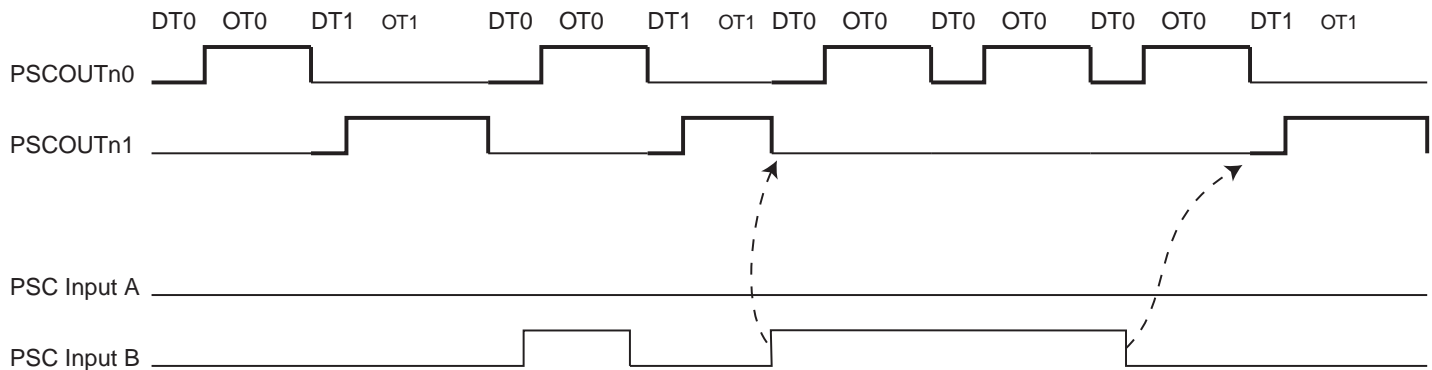 DT0 OT0 DT1 OT1 DT0 OT0 DT1 OT1 DT0 OT0 DT0 OT0 DT0 OT0 DT1 OT1
PSCOUTn0
PSCOUTn1
PSC Input A
PSC Input B